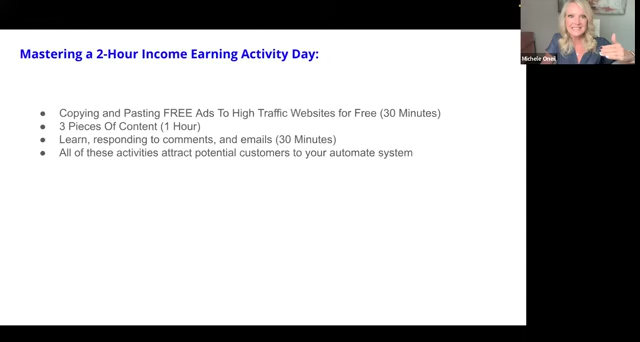 Mastering a 2-Hour Income Earning Activity Day:
● Copying and Pasting FREE Ads To High Traffic Websites for Free (30 Minutes)
● 3 Pieces Of Content (1 Hour)
● Learn, responding to comments, and emails (30 Minutes)
● All of these activities attract potential customers to your automate system
Michele Oneil